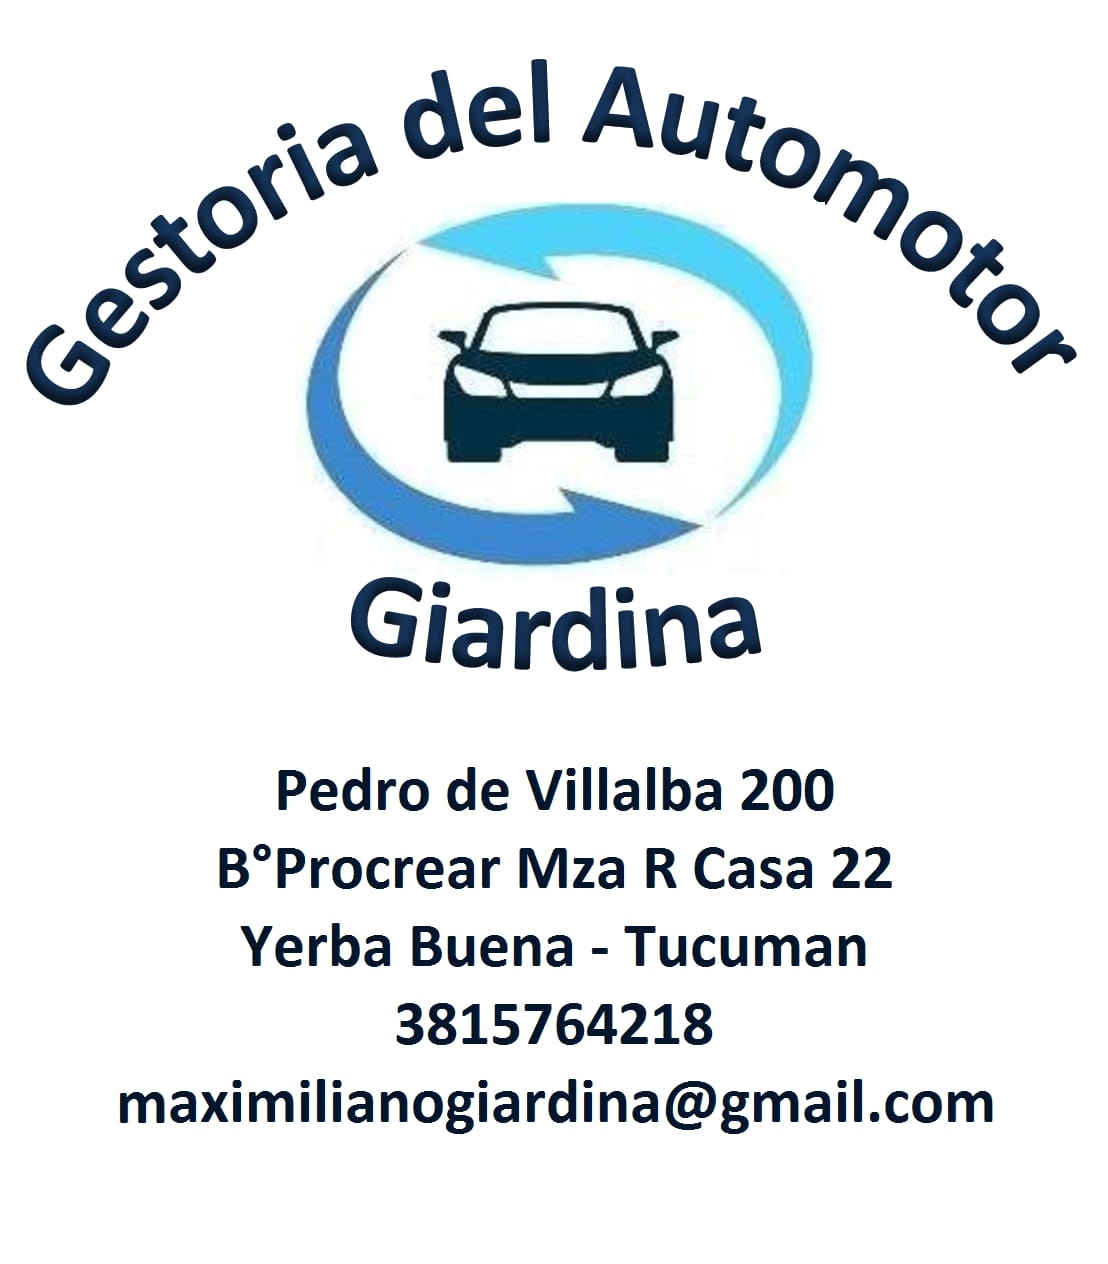 Gestoria del Automotor
Giardina
Pedro de Villalba 200
B°Procrear Mza R Casa 22
Yerba Buena - Tucuman
3815764218
maximilianogiardina@gmail.com